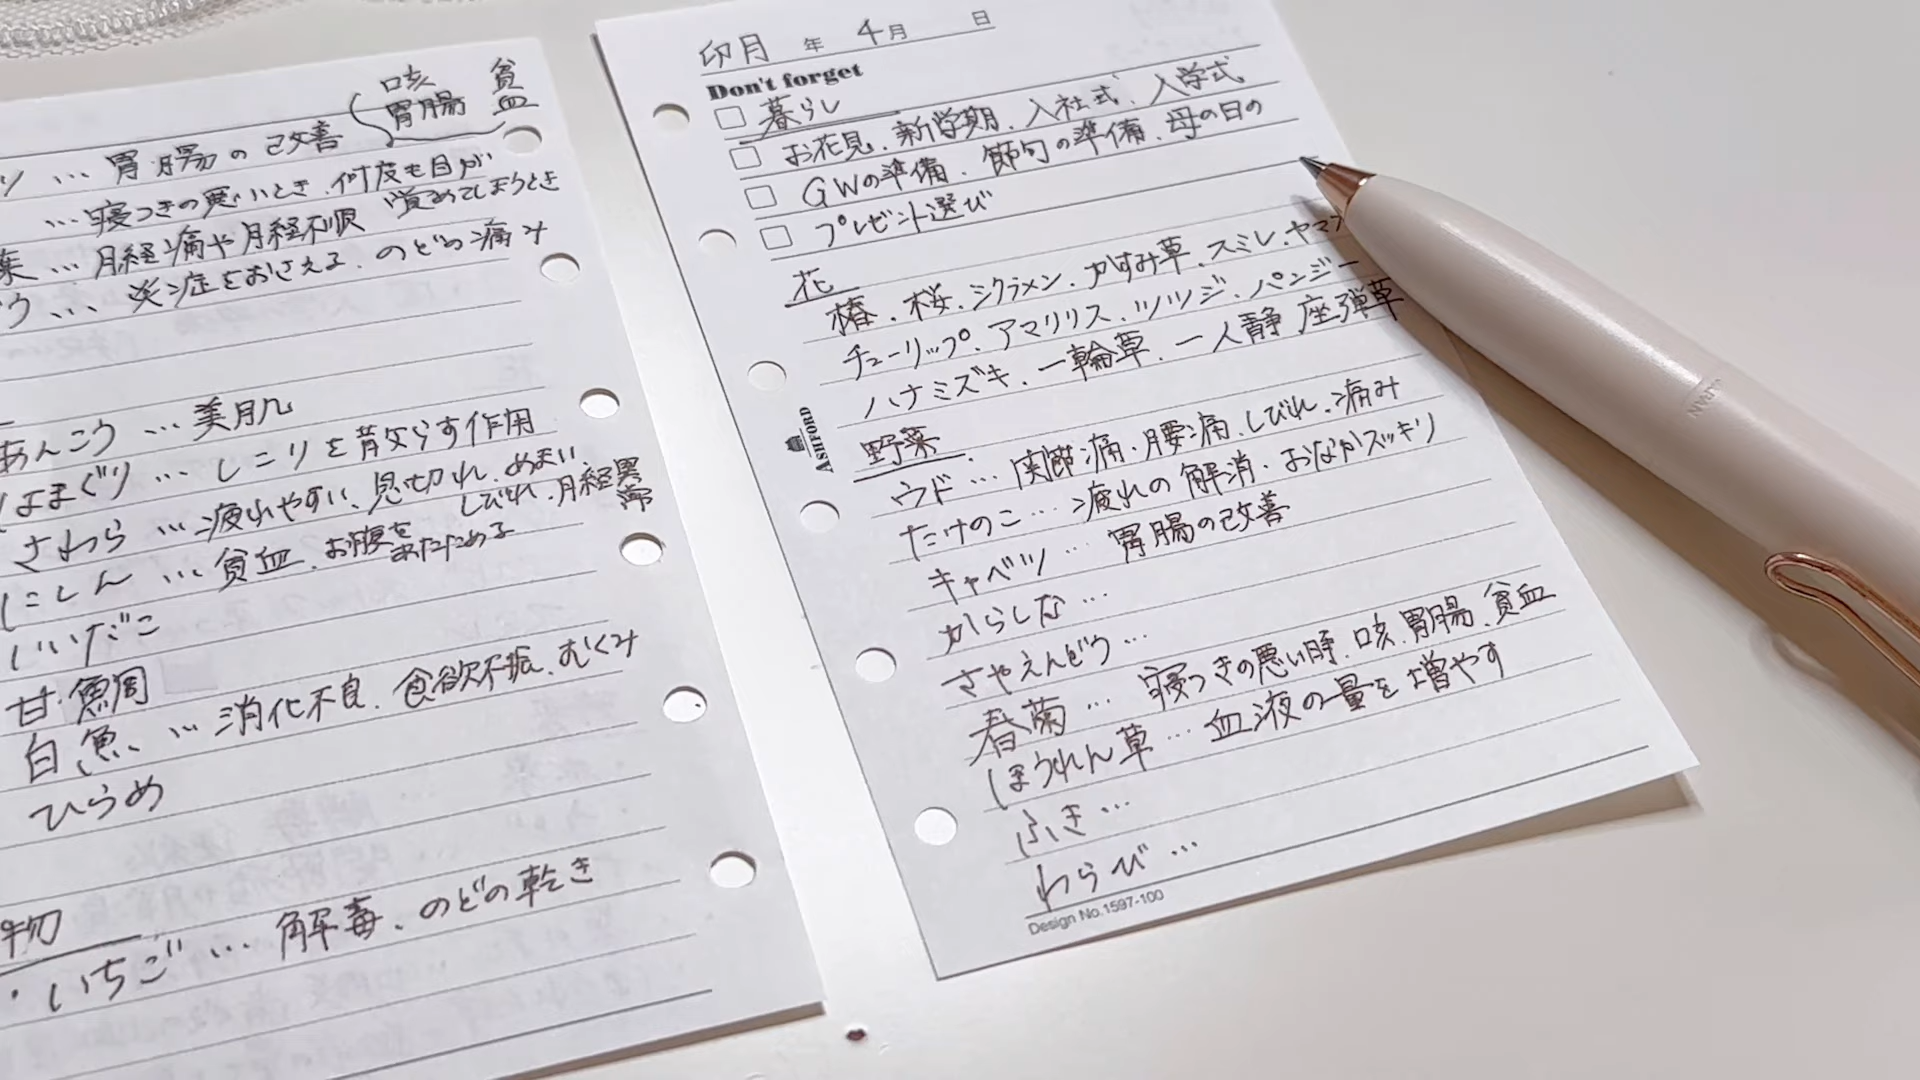 貧血
咳
胃腸
ツ … 胃腸の改善
… 寝つきの悪いとき、何度も目が覚めてしまうとき
葉 … 月経痛や月経不順
う … 炎症をおさえる、のどの痛み
あんこう … 美肌
はまぐり … しこりを散らす作用
さわら … 疲れやすい、息切れ、めまい
しびれ、月経異常
にしん … 貧血、お腹をあたためる
いいだこ
甘鯛
白魚 … 消化不良、食欲不振、むくみ
ひらめ
物
・いちご … 解毒、のどの乾き
卯月 年 4月 日
Don't forget
暮らし
お花見、新学期、入社式、入学式
GWの準備、節句の準備、母の日の
プレゼント選び
花
椿、桜、シクラメン、かすみ草、スミレ、ヤマ
チューリップ、アマリリス、ツツジ、パンジー
ハナミズキ、一輪草、一人静 座弾草
野菜
ウド … 関節痛・腰痛、しびれ、痛み
たけのこ … 疲れの解消・おなかスッキリ
キャベツ … 胃腸の改善
からしな …
さやえんどう …
春菊 … 寝つきの悪い時、咳、胃腸、貧血
ほうれん草 … 血液の量を増やす
ふき …
わらび …
Design No.1597-100
ASHFORD
JAPAN